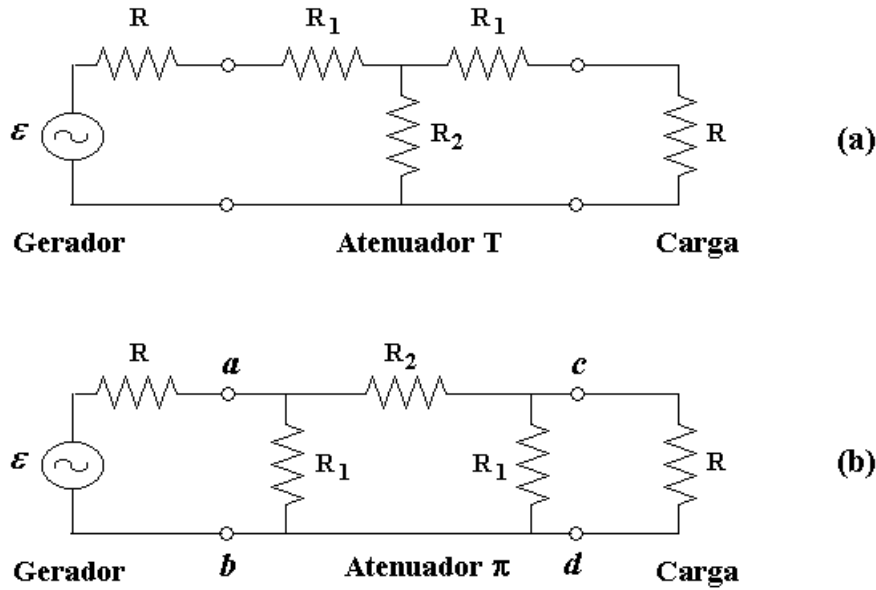 R R₁ R₁
ε R₂ R (a)
Gerador Atenuador T Carga
R a R₂ c
ε R₁ R₁ R (b)
Gerador b Atenuador π d Carga